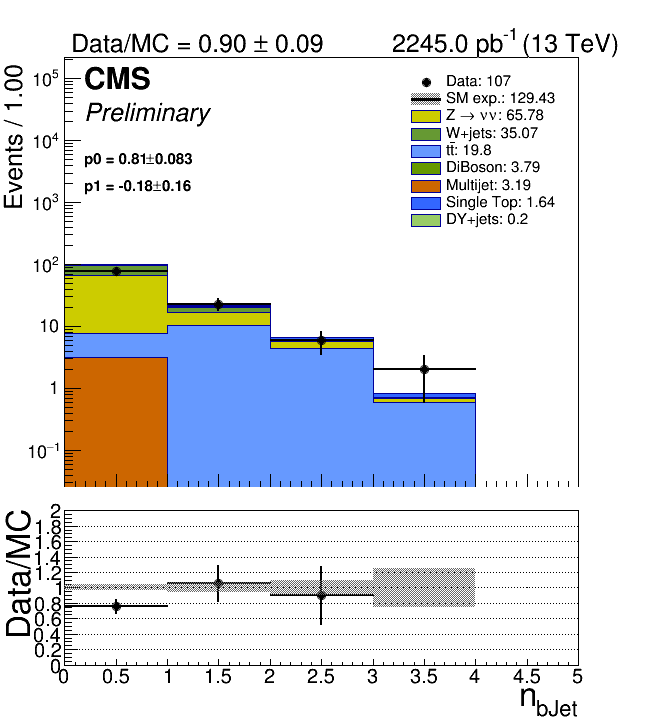 Data/MC = 0.90 ± 0.09
2245.0 pb⁻¹ (13 TeV)
Events / 1.00
CMS
Preliminary
p0 = 0.81±0.083
p1 = -0.18±0.16
Data: 107
SM exp.: 129.43
Z → νν: 65.78
W+jets: 35.07
tt̄: 19.8
DiBoson: 3.79
Multijet: 3.19
Single Top: 1.64
DY+jets: 0.2
10⁵
10⁴
10³
10²
10
1
10⁻¹
Data/MC
2
1.8
1.6
1.4
1.2
1
0.8
0.6
0.4
0.2
0
0 0.5 1 1.5 2 2.5 3 3.5 4 4.5 5
n_bJet